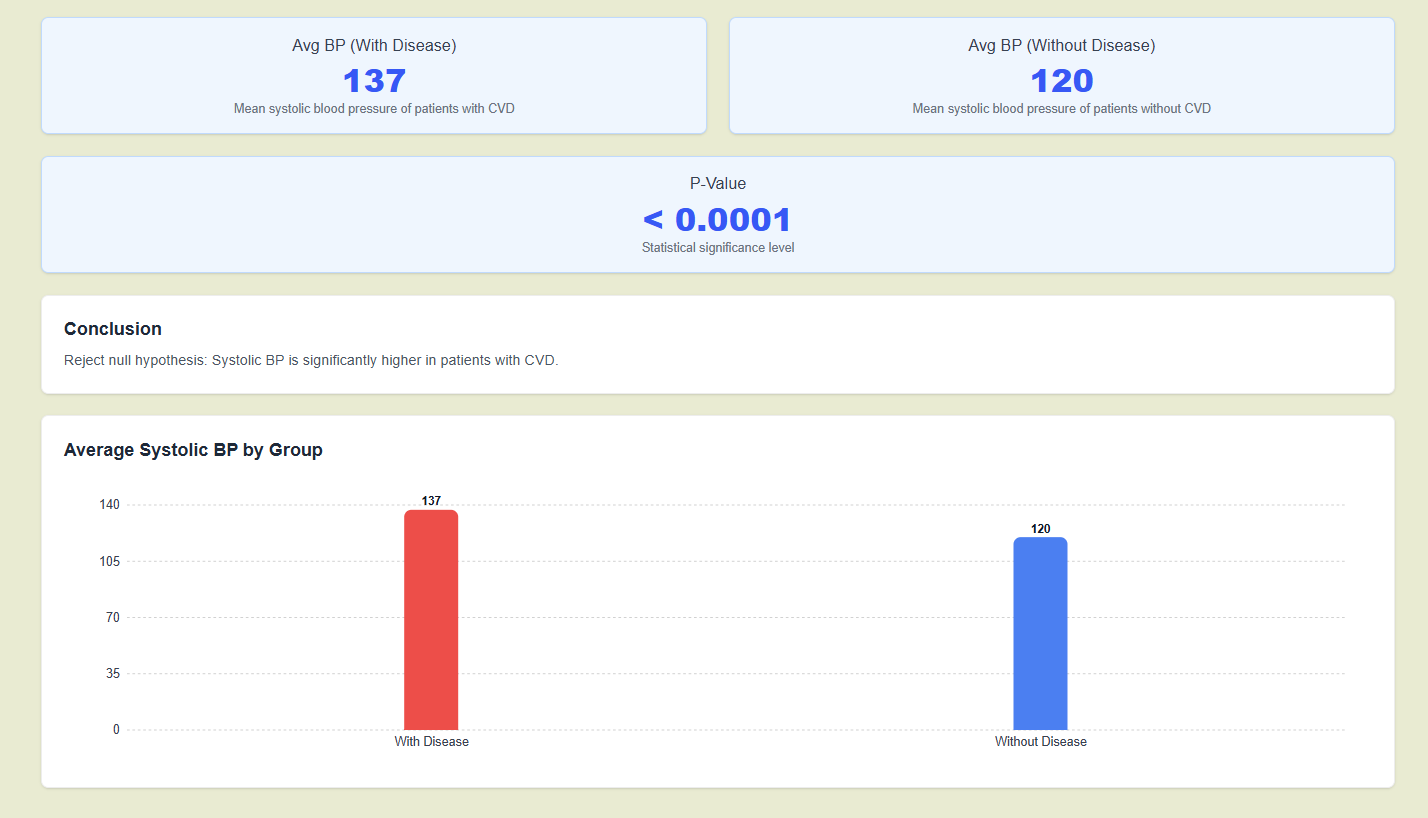 Avg BP (With Disease)
137
Mean systolic blood pressure of patients with CVD
Avg BP (Without Disease)
120
Mean systolic blood pressure of patients without CVD
P-Value
< 0.0001
Statistical significance level
Conclusion
Reject null hypothesis: Systolic BP is significantly higher in patients with CVD.
Average Systolic BP by Group
140
105
70
35
0
137
120
With Disease
Without Disease